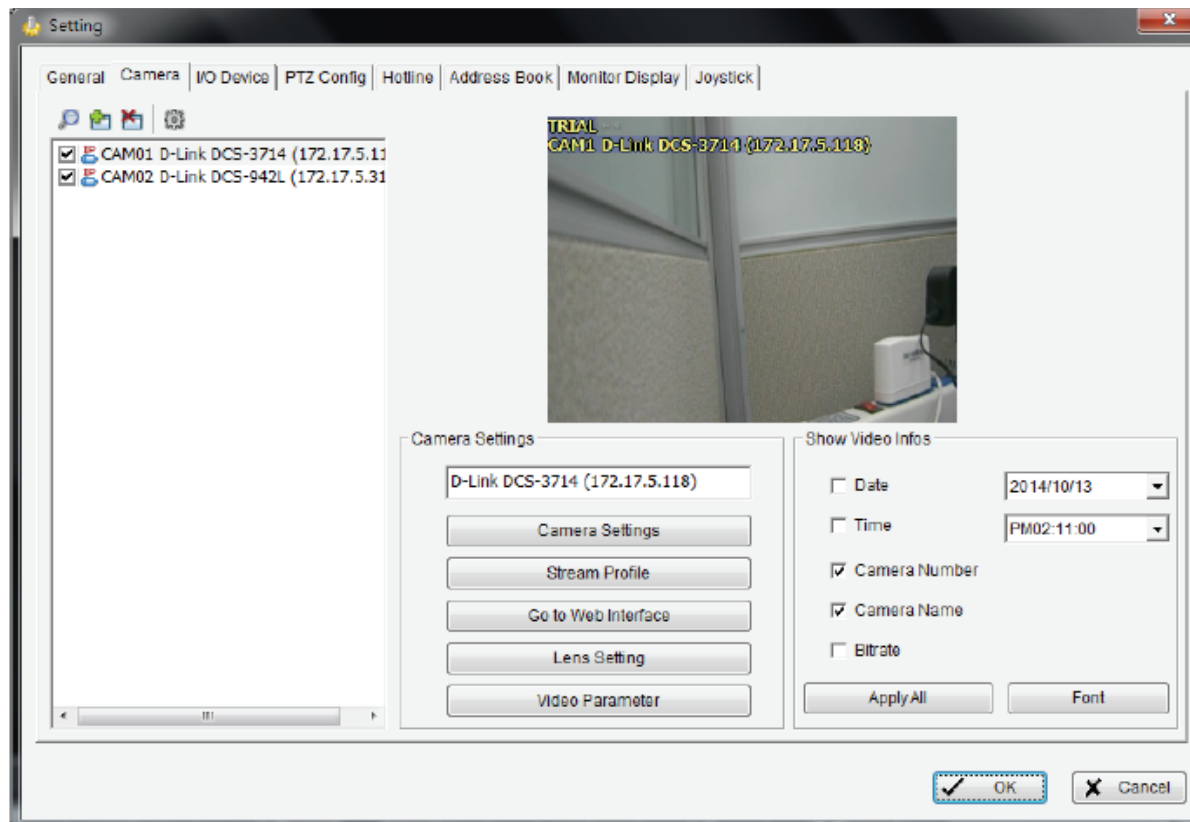 Setting
General Camera I/O Device PTZ Config Hotline Address Book Monitor Display Joystick
CAM01 D-Link DCS-3714 (172.17.5.11
CAM02 D-Link DCS-942L (172.17.5.31
TRIAL --
CAM1 D-Link DCS-3714 (172.17.5.118)
Camera Settings
D-Link DCS-3714 (172.17.5.118)
Camera Settings
Stream Profile
Go to Web Interface
Lens Setting
Video Parameter
Show Video Infos
Date 2014/10/13
Time PM02:11:00
Camera Number
Camera Name
Bitrate
Apply All Font
OK Cancel